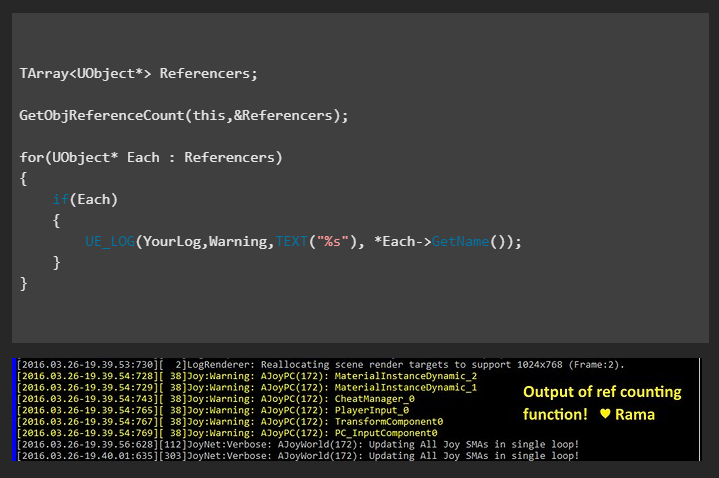 TArray<UObject*> Referencers;
GetObjReferenceCount(this,&Referencers);
for(UObject* Each : Referencers)
{
if(Each)
{
UE_LOG(YourLog,Warning,TEXT("%s"), *Each->GetName());
}
}
[2016.03.26-19.39.53:730][  2]LogRenderer: Reallocating scene render targets to support 1024x768 (Frame:2).
[2016.03.26-19.39.54:728][ 38]Joy:Warning: AJoyPC(172): MaterialInstanceDynamic_2
[2016.03.26-19.39.54:729][ 38]Joy:Warning: AJoyPC(172): MaterialInstanceDynamic_1
[2016.03.26-19.39.54:743][ 38]Joy:Warning: AJoyPC(172): CheatManager_0
[2016.03.26-19.39.54:765][ 38]Joy:Warning: AJoyPC(172): PlayerInput_0
[2016.03.26-19.39.54:767][ 38]Joy:Warning: AJoyPC(172): TransformComponent0
[2016.03.26-19.39.54:769][ 38]Joy:Warning: AJoyPC(172): PC_InputComponent0
[2016.03.26-19.39.56:628][112]JoyNet:Verbose: AJoyWorld(172): Updating All Joy SMAs in single loop!
[2016.03.26-19.40.01:635][303]JoyNet:Verbose: AJoyWorld(172): Updating All Joy SMAs in single loop!
Output of ref counting
function! ♥ Rama